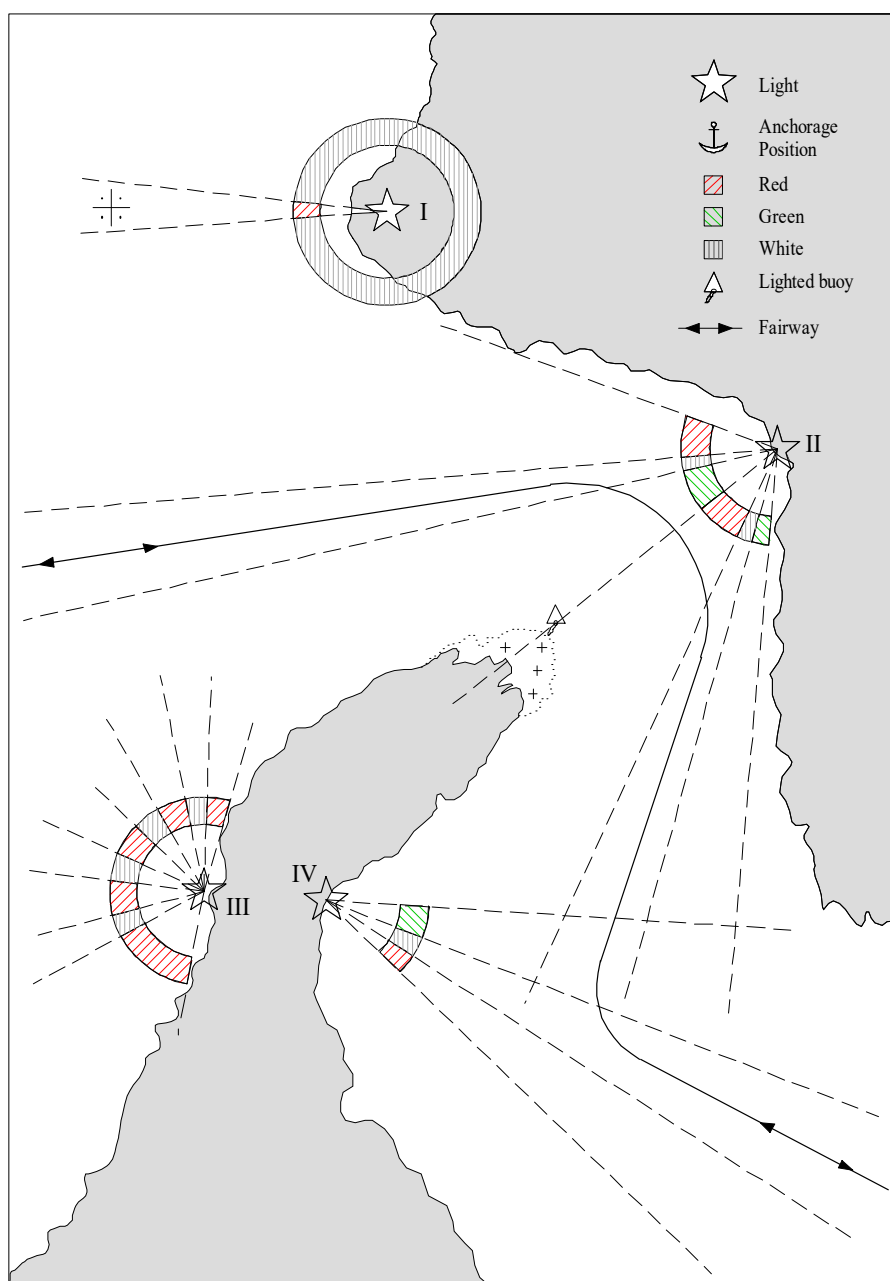 Light
Anchorage
Position
Red
Green
White
Lighted buoy
Fairway
I
II
III
IV